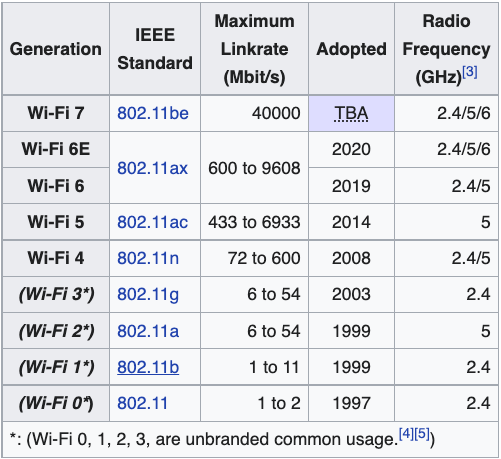 Generation IEEE Standard Maximum Linkrate (Mbit/s) Adopted Radio Frequency (GHz)[3]
Wi-Fi 7 802.11be 40000 TBA 2.4/5/6
Wi-Fi 6E 802.11ax 600 to 9608 2020 2.4/5/6
Wi-Fi 6 2019 2.4/5
Wi-Fi 5 802.11ac 433 to 6933 2014 5
Wi-Fi 4 802.11n 72 to 600 2008 2.4/5
(Wi-Fi 3*) 802.11g 6 to 54 2003 2.4
(Wi-Fi 2*) 802.11a 6 to 54 1999 5
(Wi-Fi 1*) 802.11b 1 to 11 1999 2.4
(Wi-Fi 0*) 802.11 1 to 2 1997 2.4
*: (Wi-Fi 0, 1, 2, 3, are unbranded common usage.[4][5])